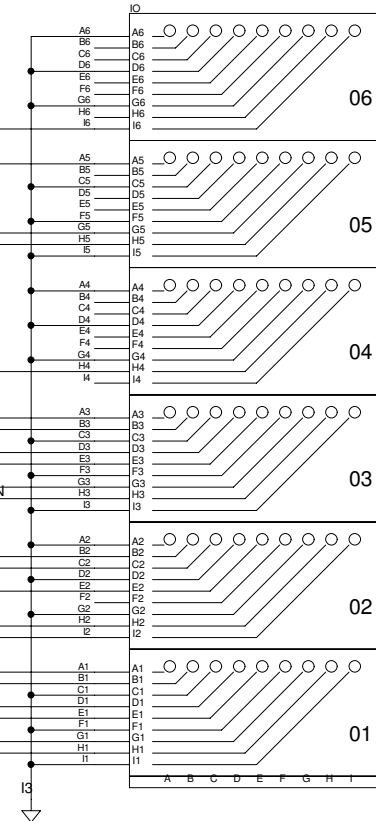 IO
A6 A6
B6 B6
C6 C6
D6 D6
E6 E6
F6 F6
G6 G6
H6 H6
I6 I6
06
A5 A5
B5 B5
C5 C5
D5 D5
E5 E5
F5 F5
G5 G5
H5 H5
I5 I5
05
A4 A4
B4 B4
C4 C4
D4 D4
E4 E4
F4 F4
G4 G4
H4 H4
I4 I4
04
A3 A3
B3 B3
C3 C3
D3 D3
E3 E3
F3 F3
G3 G3
N H3 H3
I3 I3
03
A2 A2
B2 B2
C2 C2
D2 D2
E2 E2
F2 F2
G2 G2
H2 H2
I2 I2
02
A1 A1
B1 B1
C1 C1
D1 D1
E1 E1
F1 F1
G1 G1
H1 H1
I1 I1
01
A B C D E F G H I
I3